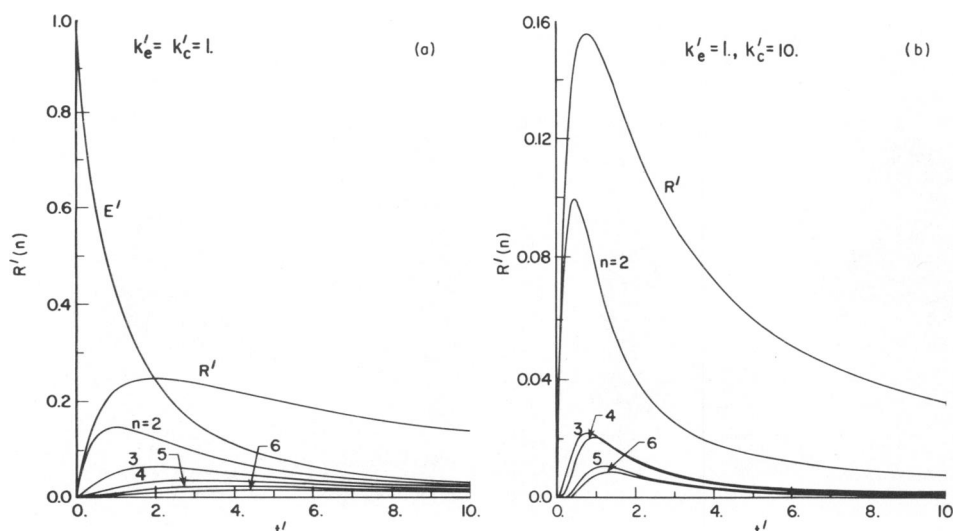 k'e = k'c = 1.
(a)
R'(n)
1.0
0.8
0.6
0.4
0.2
0.0
E'
R'
n=2
3
4
5
6
0.
2.
4.
6.
8.
10.
t'
k'e = 1., k'c = 10.
(b)
R'(n)
0.16
0.12
0.08
0.04
0.0
R'
n=2
3
4
5
6
0.
2.
4.
6.
8.
10.